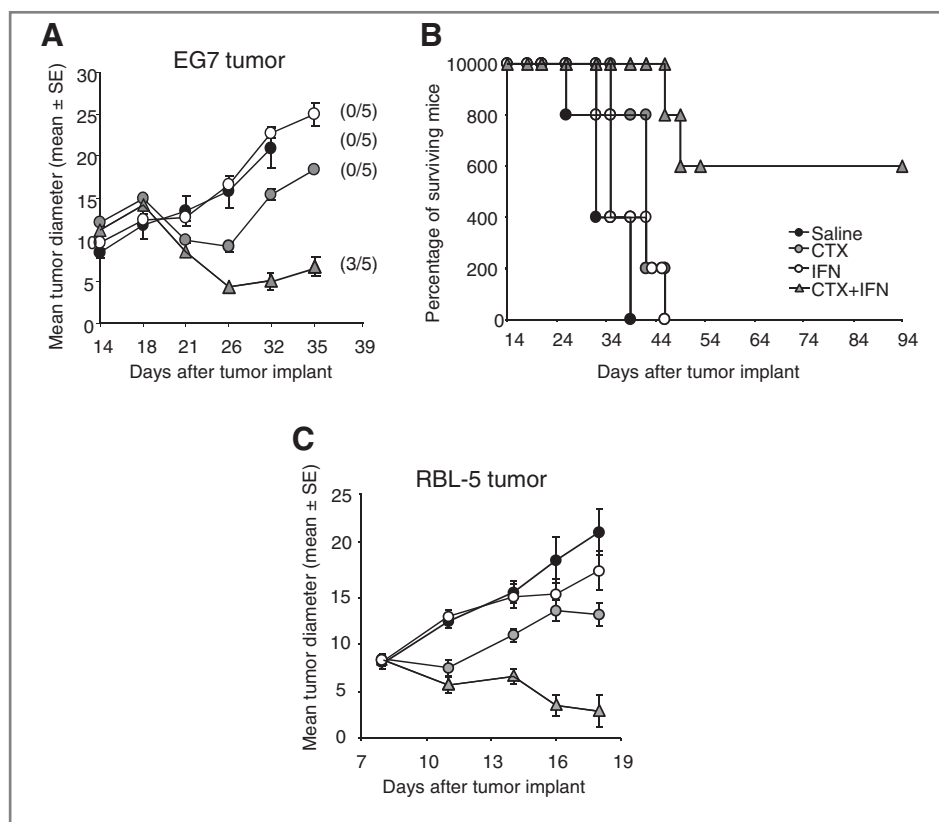 A
EG7 tumor
Mean tumor diameter (mean ± SE)
30
25
20
15
10
5
0
(0/5)
(0/5)
(0/5)
(3/5)
14 18 21 26 32 35 39
Days after tumor implant
B
Percentage of surviving mice
10000
800
600
400
200
0
Saline
CTX
IFN
CTX+IFN
14 24 34 44 54 64 74 84 94
Days after tumor implant
C
RBL-5 tumor
Mean tumor diameter (mean ± SE)
25
20
15
10
5
0
7 10 13 16 19
Days after tumor implant